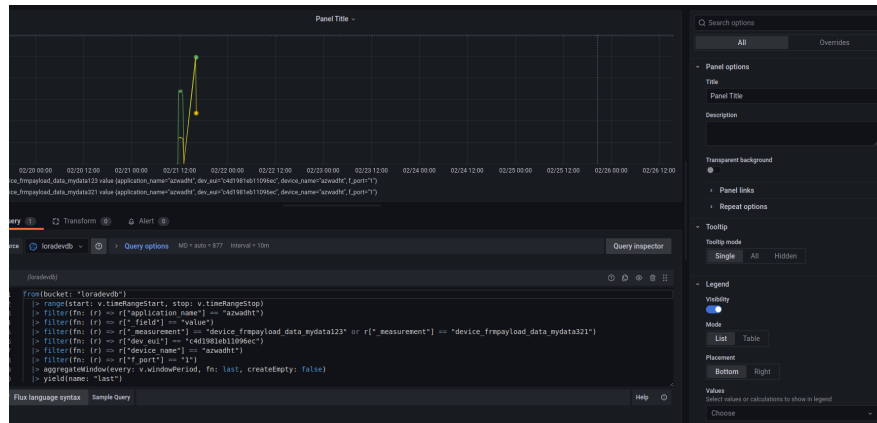 Panel Title
02/20 00:00 02/20 12:00 02/21 00:00 02/21 12:00 02/22 00:00 02/22 12:00 02/23 00:00 02/23 12:00 02/24 00:00 02/24 12:00 02/25 00:00 02/25 12:00 02/26 00:00 02/26 12:00
ice_frmpayload_data_mydata123 value {application_name="azwadht", dev_eui="c4d1981eb11096ec", device_name="azwadht", f_port="1"}
ice_frmpayload_data_mydata321 value {application_name="azwadht", dev_eui="c4d1981eb11096ec", device_name="azwadht", f_port="1"}
ery 1 Transform 0 Alert 0
rce loradevdb Query options MD = auto = 877 Interval = 10m Query inspector
(loradevdb)
from(bucket: "loradevdb")
|> range(start: v.timeRangeStart, stop: v.timeRangeStop)
|> filter(fn: (r) => r["application_name"] == "azwadht")
|> filter(fn: (r) => r["_field"] == "value")
|> filter(fn: (r) => r["_measurement"] == "device_frmpayload_data_mydata123" or r["_measurement"] == "device_frmpayload_data_mydata321")
|> filter(fn: (r) => r["dev_eui"] == "c4d1981eb11096ec")
|> filter(fn: (r) => r["device_name"] == "azwadht")
|> filter(fn: (r) => r["f_port"] == "1")
|> aggregateWindow(every: v.windowPeriod, fn: last, createEmpty: false)
|> yield(name: "last")
Flux language syntax Sample Query Help
Search options
All Overrides
Panel options
Title
Panel Title
Description
Transparent background
Panel links
Repeat options
Tooltip
Tooltip mode
Single All Hidden
Legend
Visibility
Mode
List Table
Placement
Bottom Right
Values
Select values or calculations to show in legend
Choose